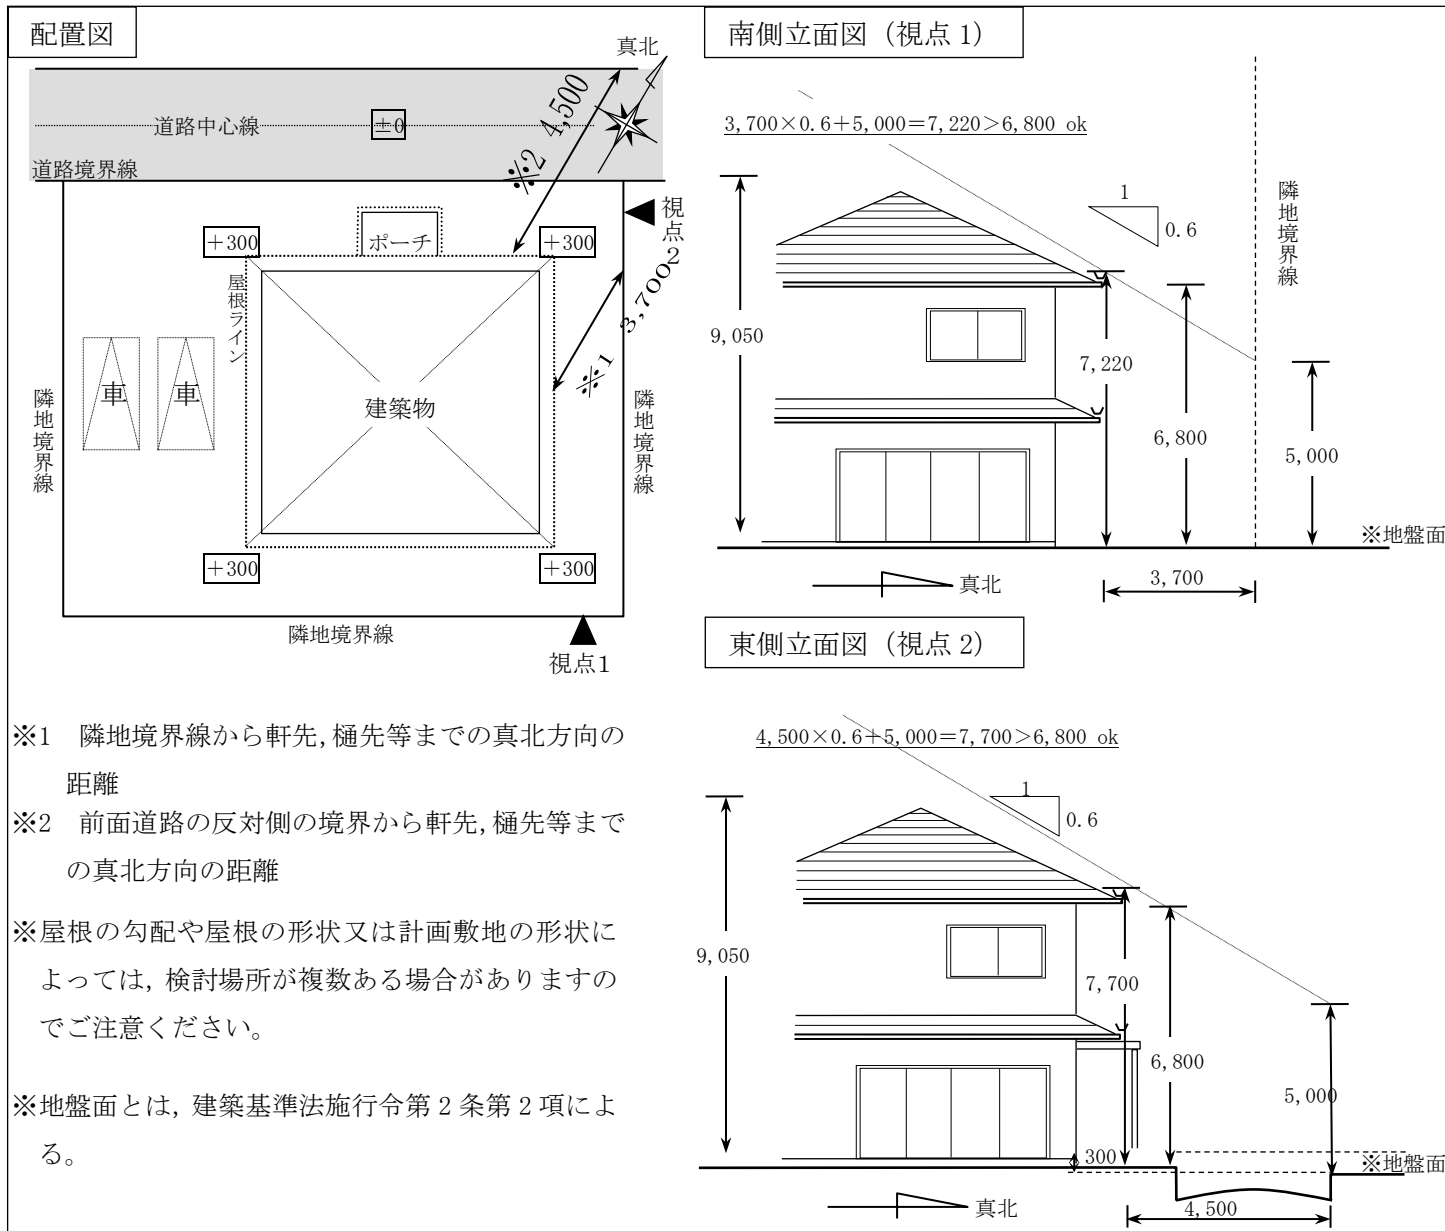 配置図
真北
道路中心線
±0
道路境界線
※2 4,500
視点2
ポーチ
+300
+300
屋根ライン
※1 3,700
車
車
建築物
隣地境界線
隣地境界線
+300
+300
隣地境界線
視点1
※1 隣地境界線から軒先,樋先等までの真北方向の
距離
※2 前面道路の反対側の境界から軒先,樋先等まで
の真北方向の距離
※屋根の勾配や屋根の形状又は計画敷地の形状に
よっては,検討場所が複数ある場合がありますの
でご注意ください。
※地盤面とは,建築基準法施行令第2条第2項によ
る。
南側立面図(視点1)
3,700×0.6+5,000=7,220>6,800 ok
1
0.6
隣地境界線
9,050
7,220
6,800
5,000
※地盤面
真北
3,700
東側立面図(視点2)
4,500×0.6+5,000=7,700>6,800 ok
1
0.6
9,050
7,700
6,800
5,000
300
※地盤面
真北
4,500